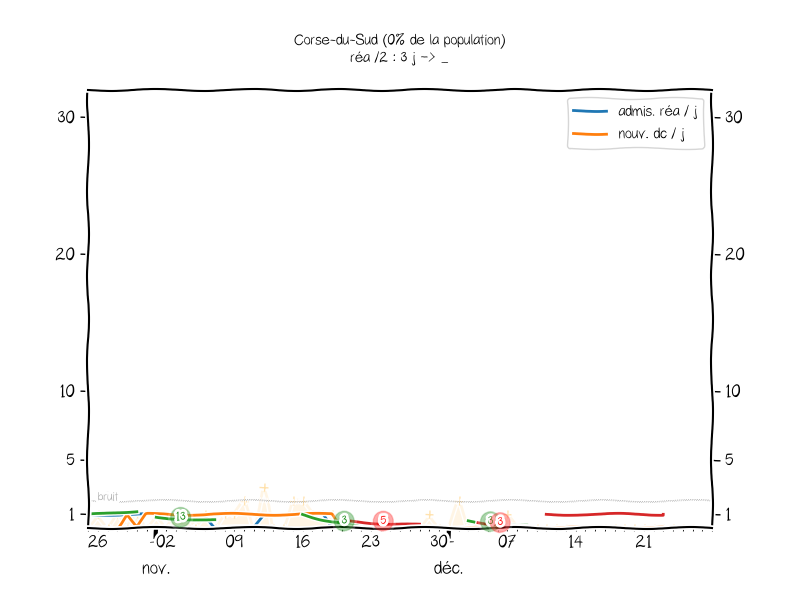 Corse-du-Sud (0% de la population)
réa /2 : 3 j -> _
admis. réa / j
nouv. dc / j
30 30
20 20
10 10
5 5
bruit
1 1
13 3 5 3 3
26 02 09 16 23 30 07 14 21
nov. déc.